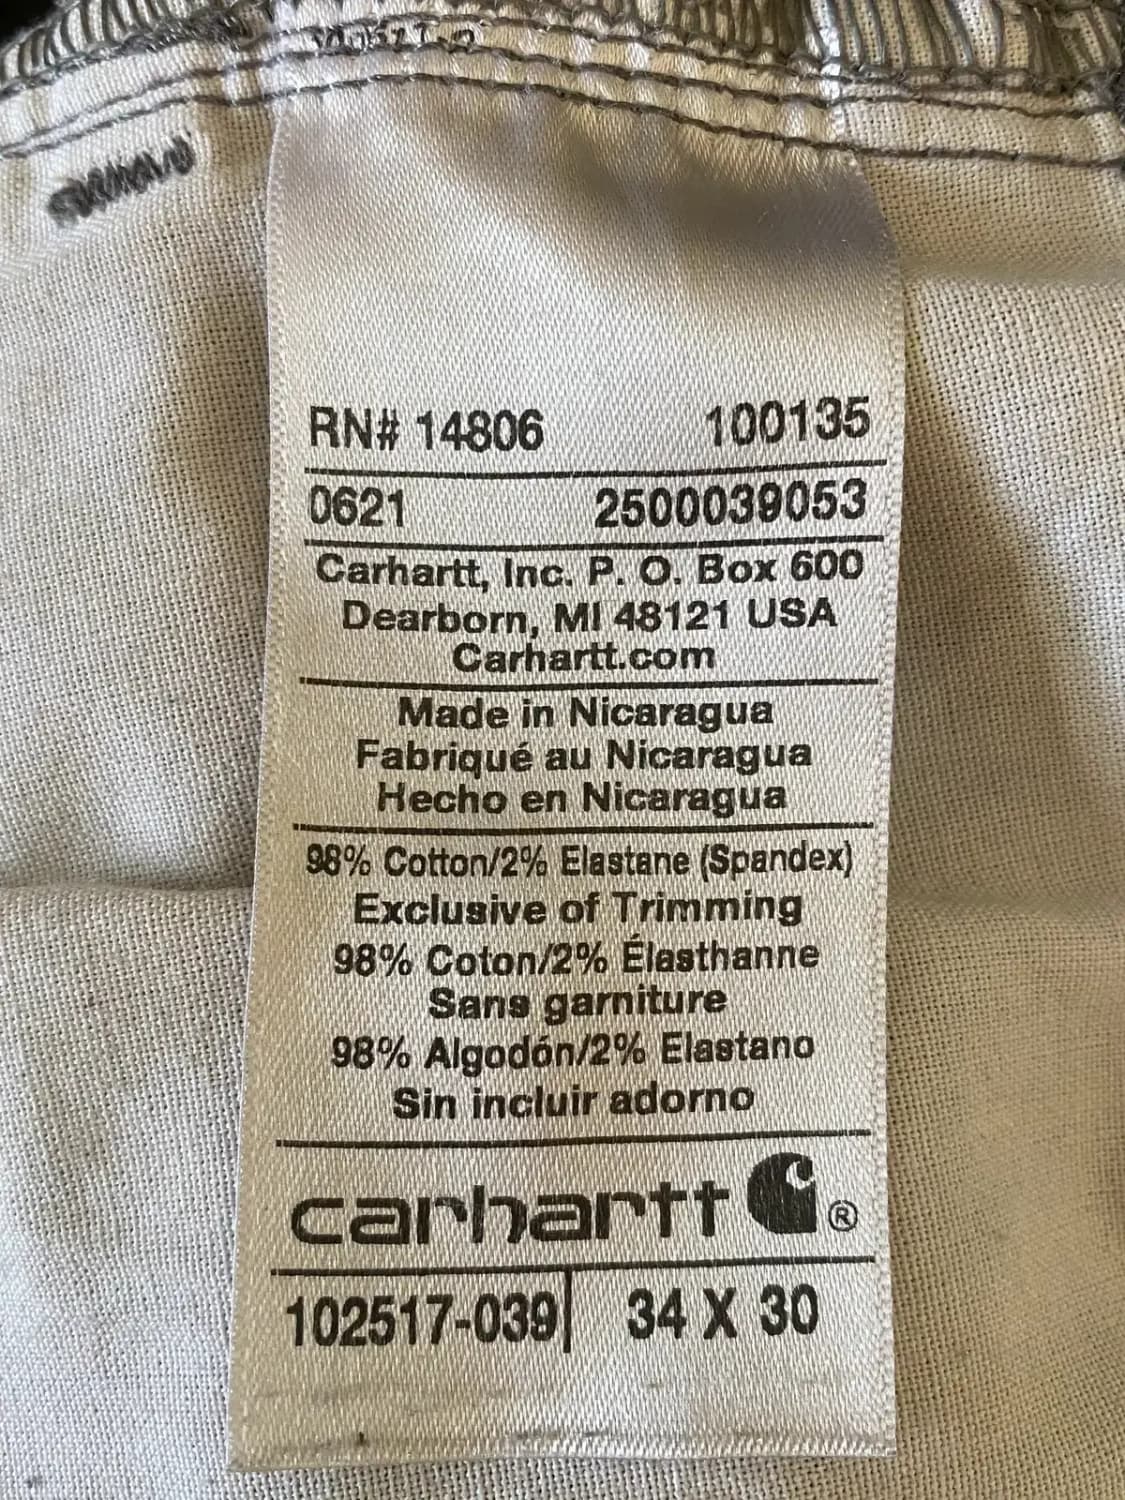 RN# 14806 100135
0621 2500039053
Carhartt, Inc. P. O. Box 600
Dearborn, MI 48121 USA
Carhartt.com
Made in Nicaragua
Fabriqué au Nicaragua
Hecho en Nicaragua
98% Cotton/2% Elastane (Spandex)
Exclusive of Trimming
98% Coton/2% Élasthanne
Sans garniture
98% Algodón/2% Elastano
Sin incluir adorno
carhartt ®
102517-039 34 X 30